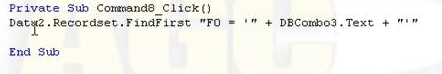 Private Sub Command8_Click()
Data2.Recordset.FindFirst "FO = '" + DBCombo3.Text + "'"
End Sub